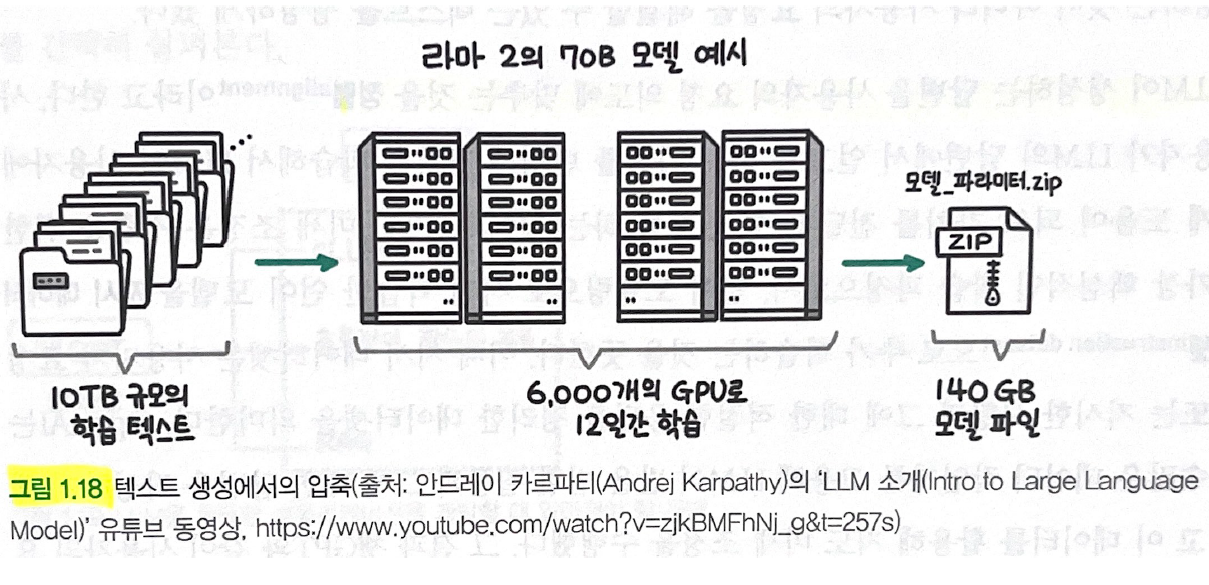 라마 2의 70B 모델 예시
모델_파라미터.zip
ZIP
10TB 규모의
학습 텍스트
6,000개의 GPU로
12일간 학습
140 GB
모델 파일
그림 1.18 텍스트 생성에서의 압축(출처: 안드레이 카르파티(Andrej Karpathy)의 'LLM 소개(Intro to Largel Language
Model)' 유튜브 동영상, https://www.youtube.com/watch?v=zjkBMFhNj_g&t=257s)